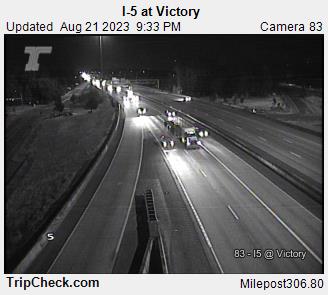 I-5 at Victory
Updated Aug 21 2023 9:33 PM Camera 83
T
S
83 - I5 @ Victory
TripCheck.com Milepost306.80